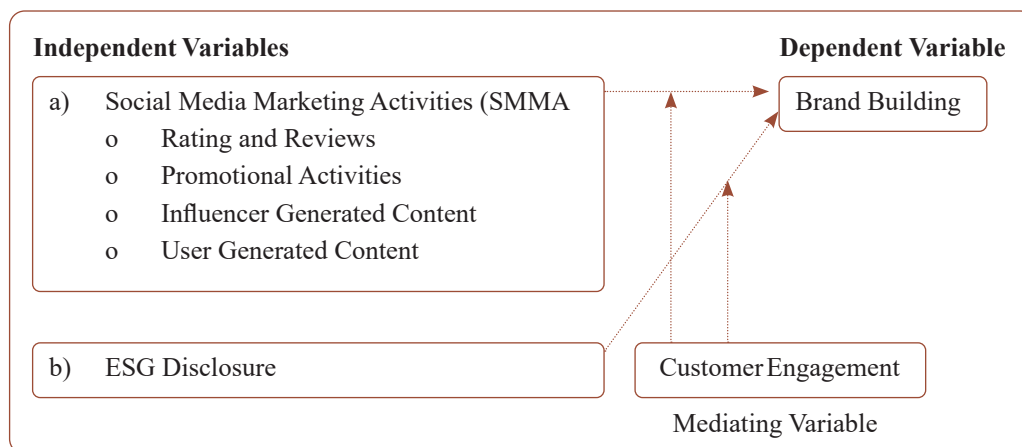 Independent Variables
Dependent Variable
a) Social Media Marketing Activities (SMMA
o Rating and Reviews
o Promotional Activities
o Influencer Generated Content
o User Generated Content
Brand Building
b) ESG Disclosure
Customer Engagement
Mediating Variable